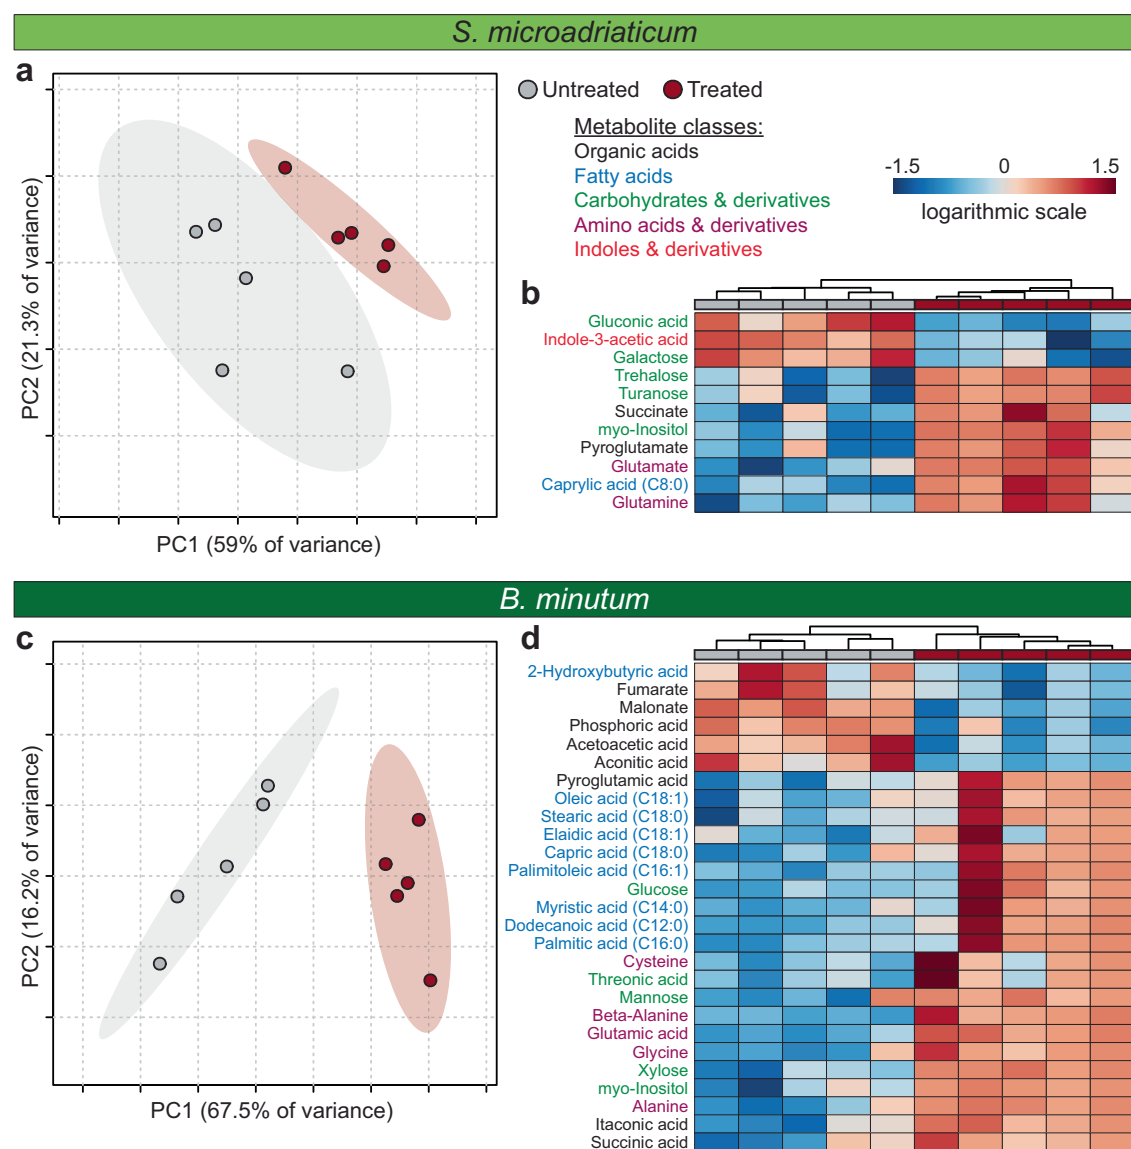 S. microadriaticum
a
Untreated
Treated
Metabolite classes:
Organic acids
Fatty acids
Carbohydrates & derivatives
Amino acids & derivatives
Indoles & derivatives
-1.5 0 1.5
logarithmic scale
PC2 (21.3% of variance)
PC1 (59% of variance)
b
Gluconic acid
Indole-3-acetic acid
Galactose
Trehalose
Turanose
Succinate
myo-Inositol
Pyroglutamate
Glutamate
Caprylic acid (C8:0)
Glutamine
B. minutum
c
PC2 (16.2% of variance)
PC1 (67.5% of variance)
d
2-Hydroxybutyric acid
Fumarate
Malonate
Phosphoric acid
Acetoacetic acid
Aconitic acid
Pyroglutamic acid
Oleic acid (C18:1)
Stearic acid (C18:0)
Elaidic acid (C18:1)
Capric acid (C18:0)
Palimitoleic acid (C16:1)
Glucose
Myristic acid (C14:0)
Dodecanoic acid (C12:0)
Palmitic acid (C16:0)
Cysteine
Threonic acid
Mannose
Beta-Alanine
Glutamic acid
Glycine
Xylose
myo-Inositol
Alanine
Itaconic acid
Succinic acid